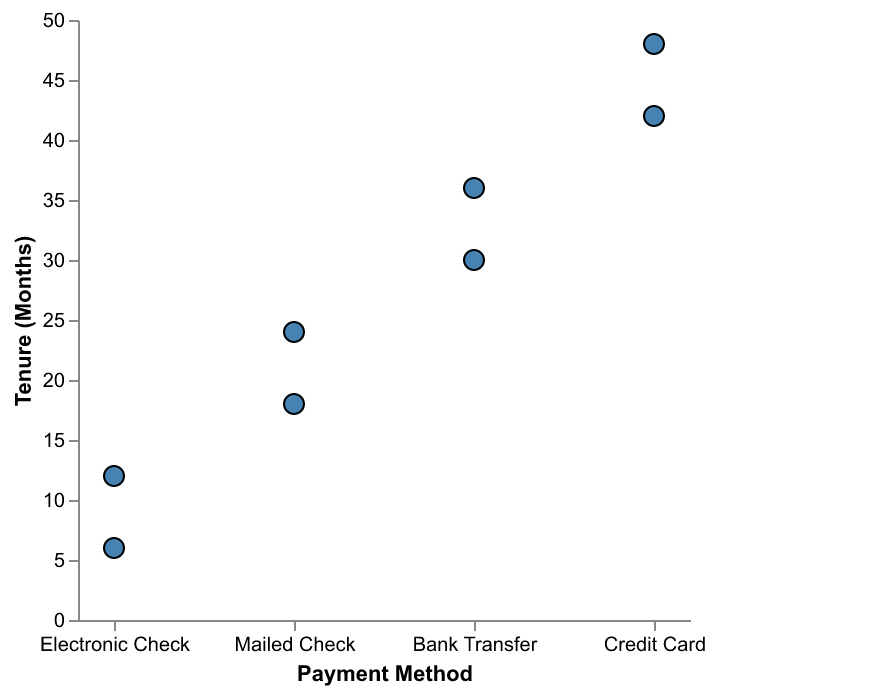 50
45
40
35
30
25
20
15
10
5
0
Tenure (Months)
Electronic Check
Mailed Check
Bank Transfer
Credit Card
Payment Method